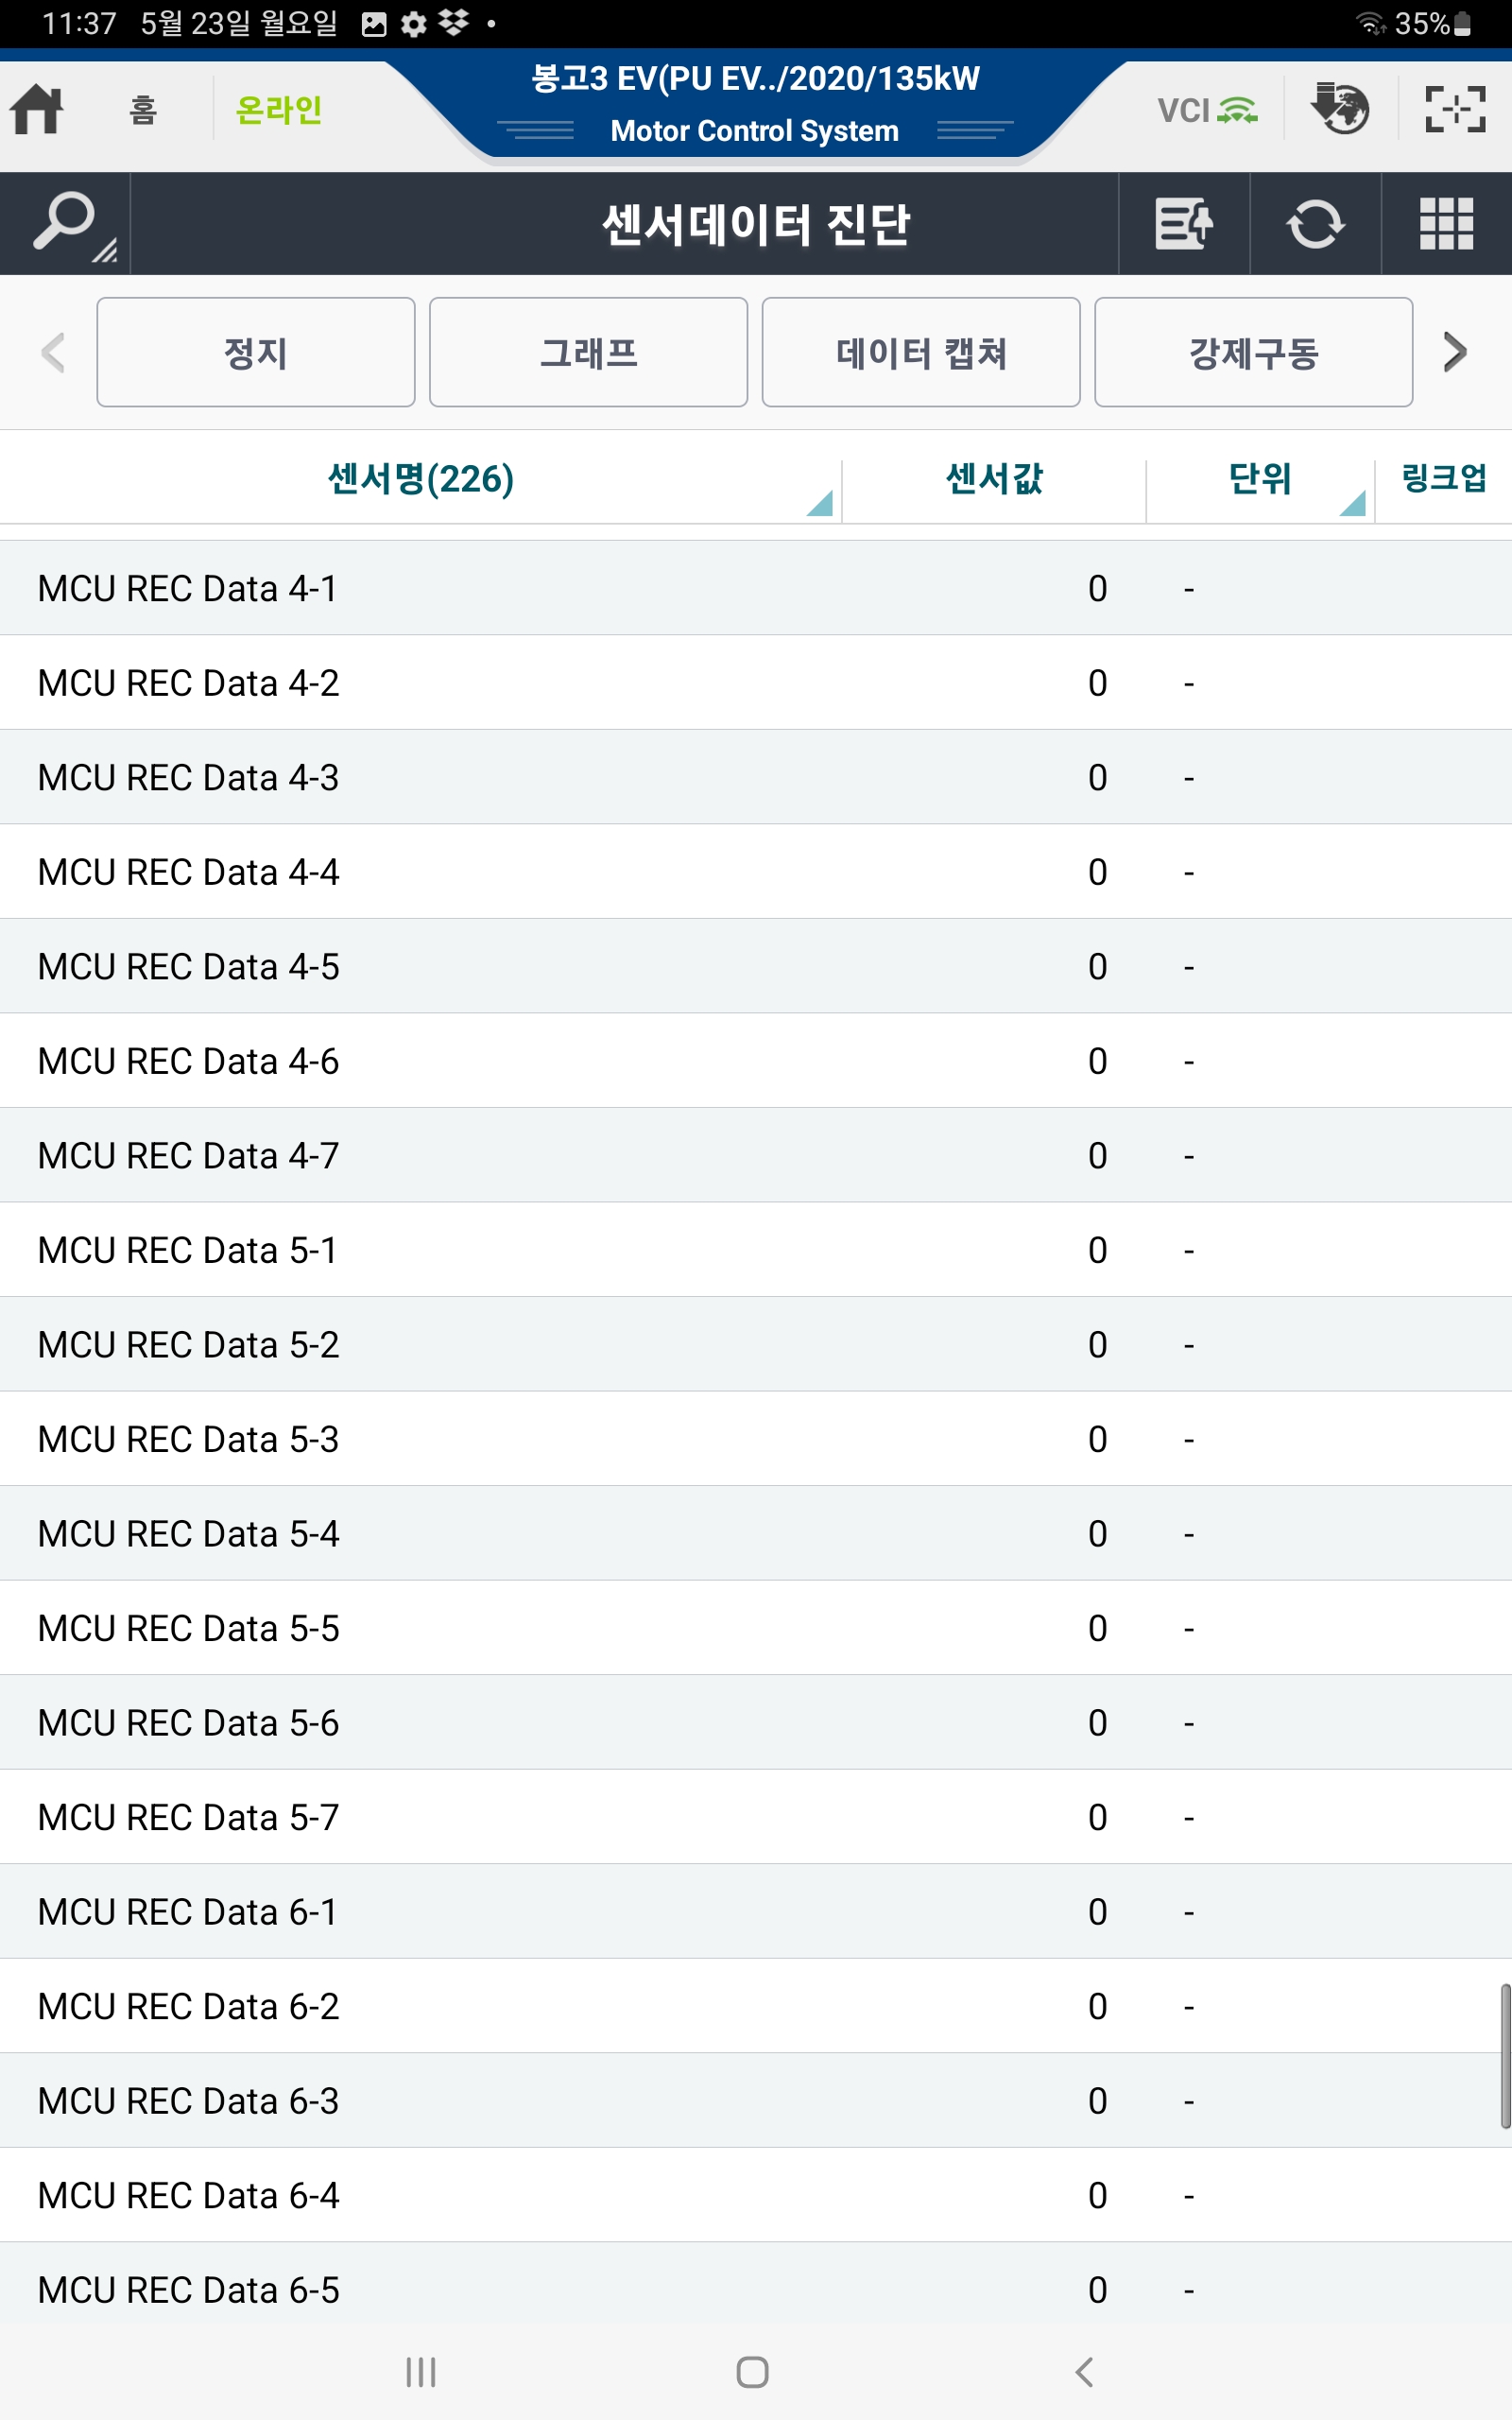 11:37 5월 23일 월요일 35%
봉고3 EV(PU EV../2020/135kW
홈 온라인 VCI
Motor Control System
센서데이터 진단
정지 그래프 데이터 캡쳐 강제구동
센서명(226) 센서값 단위 링크업
MCU REC Data 4-1 0 -
MCU REC Data 4-2 0 -
MCU REC Data 4-3 0 -
MCU REC Data 4-4 0 -
MCU REC Data 4-5 0 -
MCU REC Data 4-6 0 -
MCU REC Data 4-7 0 -
MCU REC Data 5-1 0 -
MCU REC Data 5-2 0 -
MCU REC Data 5-3 0 -
MCU REC Data 5-4 0 -
MCU REC Data 5-5 0 -
MCU REC Data 5-6 0 -
MCU REC Data 5-7 0 -
MCU REC Data 6-1 0 -
MCU REC Data 6-2 0 -
MCU REC Data 6-3 0 -
MCU REC Data 6-4 0 -
MCU REC Data 6-5 0 -